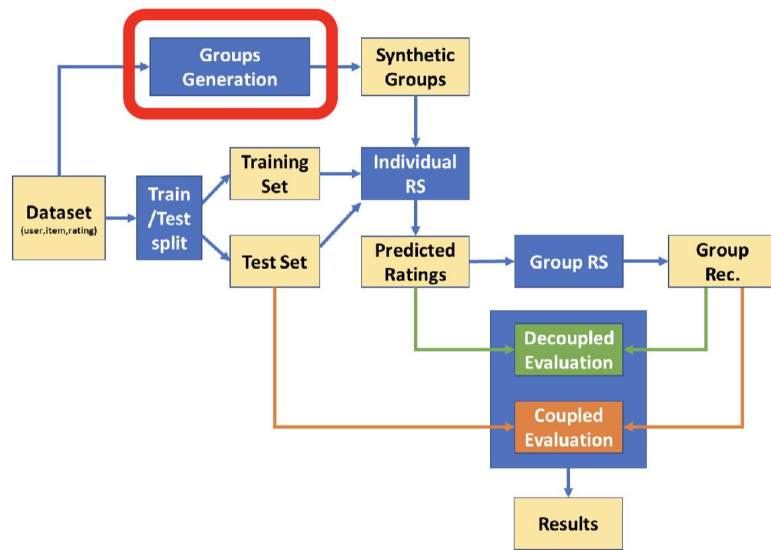 Groups
Generation
Synthetic
Groups
Training
Set
Individual
RS
Dataset
(user,item,rating)
Train
/Test
split
Test Set
Predicted
Ratings
Group RS
Group
Rec.
Decoupled
Evaluation
Coupled
Evaluation
Results